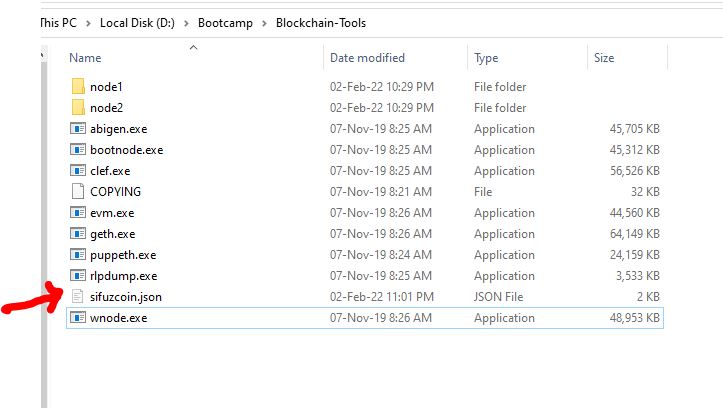 This PC > Local Disk (D:) > Bootcamp > Blockchain-Tools
Name Date modified Type Size
node1 02-Feb-22 10:29 PM File folder
node2 02-Feb-22 10:29 PM File folder
abigen.exe 07-Nov-19 8:25 AM Application 45,705 KB
bootnode.exe 07-Nov-19 8:25 AM Application 45,312 KB
clef.exe 07-Nov-19 8:25 AM Application 56,526 KB
COPYING 07-Nov-19 8:21 AM File 32 KB
evm.exe 07-Nov-19 8:26 AM Application 44,560 KB
geth.exe 07-Nov-19 8:26 AM Application 64,149 KB
puppeth.exe 07-Nov-19 8:24 AM Application 24,159 KB
rlpdump.exe 07-Nov-19 8:25 AM Application 3,533 KB
sifuzcoin.json 02-Feb-22 11:01 PM JSON File 2 KB
wnode.exe 07-Nov-19 8:26 AM Application 48,953 KB